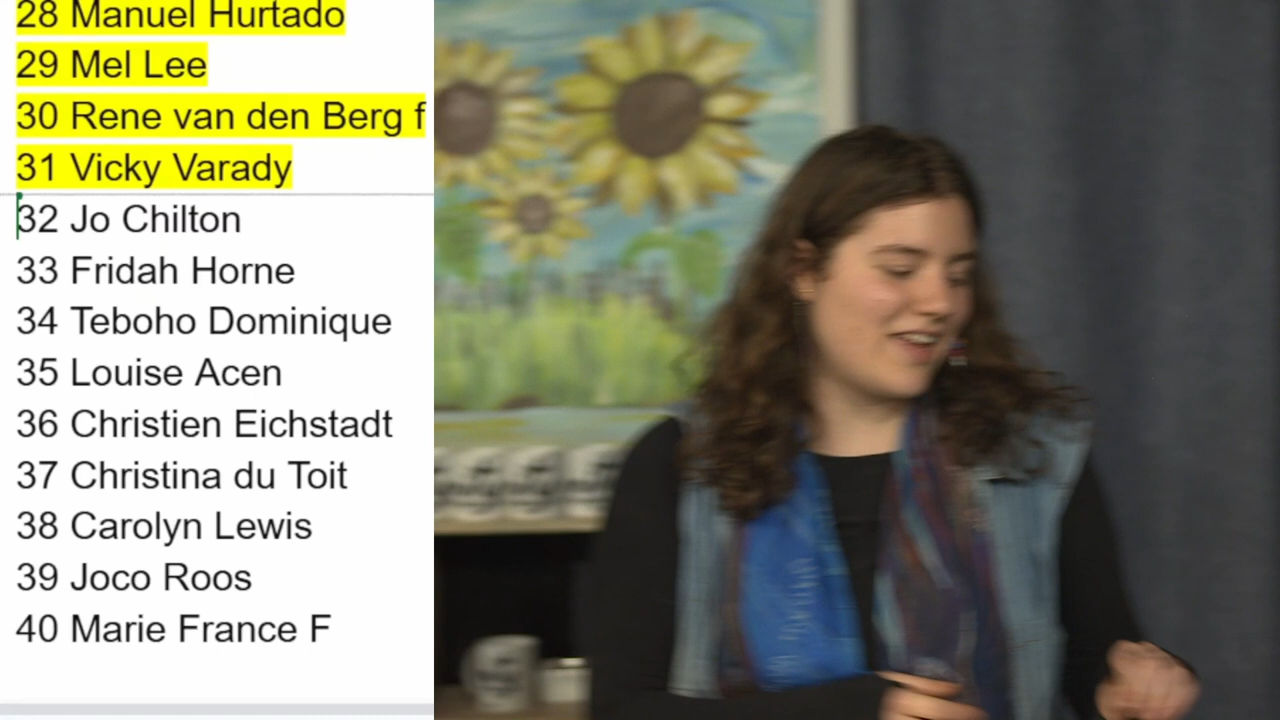 28 Manuel Hurtado
29 Mel Lee
30 Rene van den Berg f
31 Vicky Varady
32 Jo Chilton
33 Fridah Horne
34 Teboho Dominique
35 Louise Acen
36 Christien Eichstadt
37 Christina du Toit
38 Carolyn Lewis
39 Joco Roos
40 Marie France F